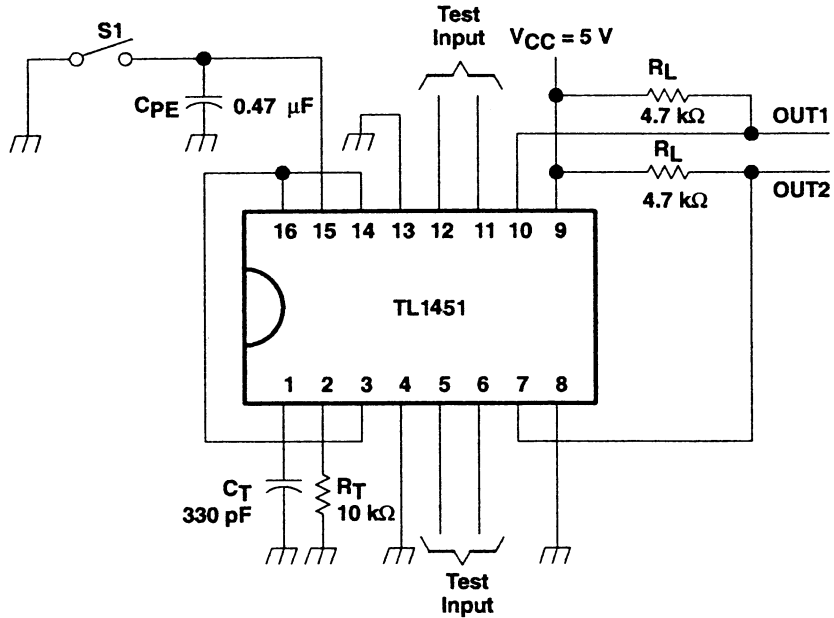 S1
Test
Input
VCC = 5 V
RL
4.7 kΩ
OUT1
CPE 0.47 µF
RL
4.7 kΩ
OUT2
16 15 14 13 12 11 10 9
TL1451
1 2 3 4 5 6 7 8
CT
330 pF
RT
10 kΩ
Test
Input